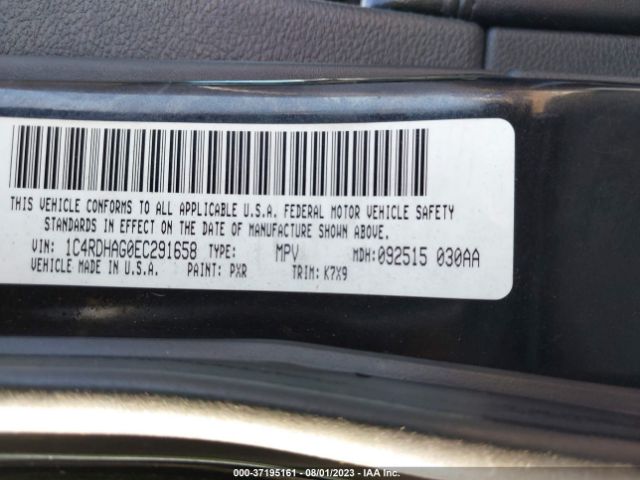 THIS VEHICLE CONFORMS TO ALL APPLICABLE U.S.A. FEDERAL MOTOR VEHICLE SAFETY
STANDARDS IN EFFECT ON THE DATE OF MANUFACTURE SHOWN ABOVE.
VIN: 1C4RDHAG0EC291658 TYPE: MPV MDH:092515 030AA
VEHICLE MADE IN U.S.A. PAINT: PXR TRIM: K7X9
000-37195161 - 08/01/2023 - IAA Inc.